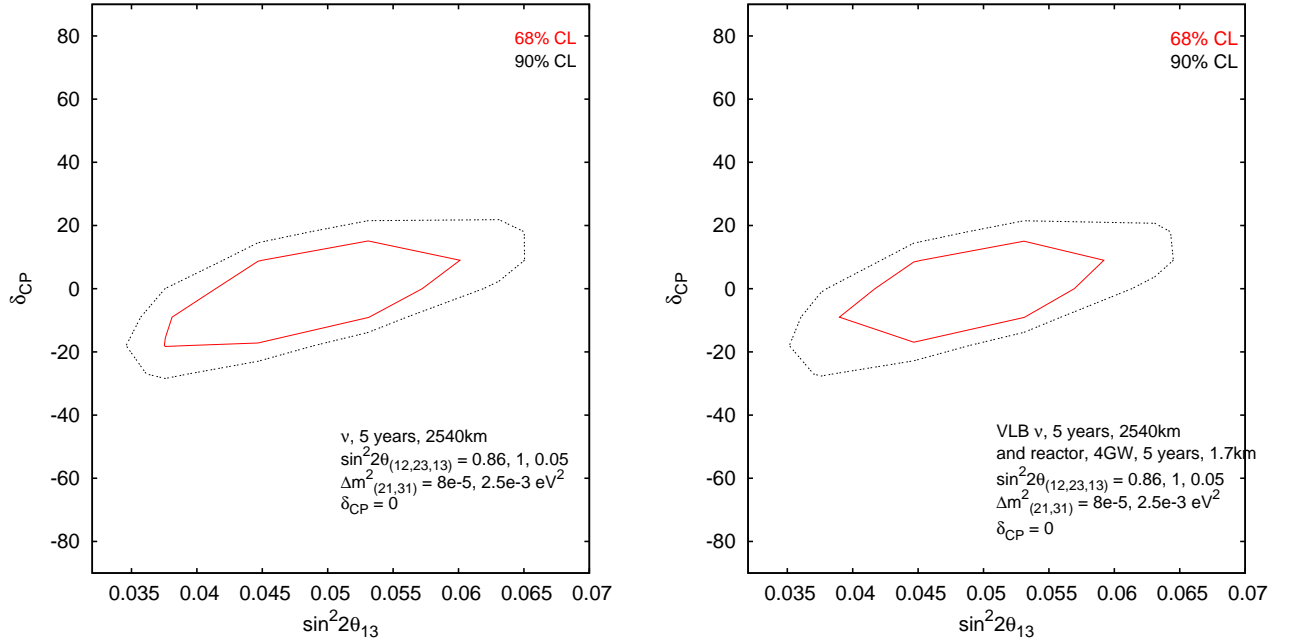 80
60
40
20
0
-20
-40
-60
-80
δCP
68% CL
90% CL
ν, 5 years, 2540km
sin²2θ(12,23,13) = 0.86, 1, 0.05
Δm²(21,31) = 8e-5, 2.5e-3 eV²
δCP = 0
0.035 0.04 0.045 0.05 0.055 0.06 0.065 0.07
sin²2θ13
80
60
40
20
0
-20
-40
-60
-80
δCP
68% CL
90% CL
VLB ν, 5 years, 2540km
and reactor, 4GW, 5 years, 1.7km
sin²2θ(12,23,13) = 0.86, 1, 0.05
Δm²(21,31) = 8e-5, 2.5e-3 eV²
δCP = 0
0.035 0.04 0.045 0.05 0.055 0.06 0.065 0.07
sin²2θ13